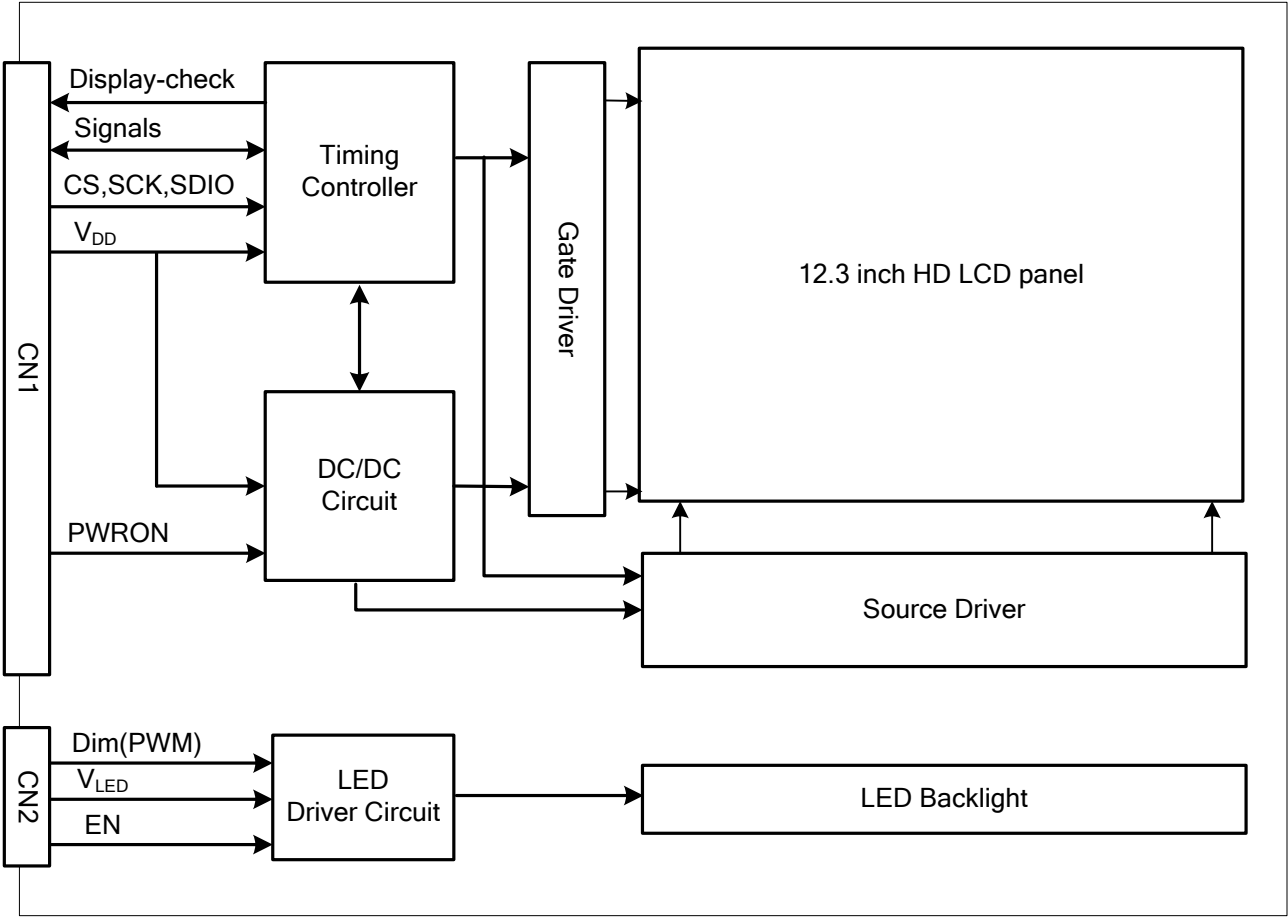 Display-check
Signals
CS,SCK,SDIO
VDD
CN1
PWRON
Timing
Controller
DC/DC
Circuit
Gate Driver
12.3 inch HD LCD panel
Source Driver
CN2
Dim(PWM)
VLED
EN
LED
Driver Circuit
LED Backlight